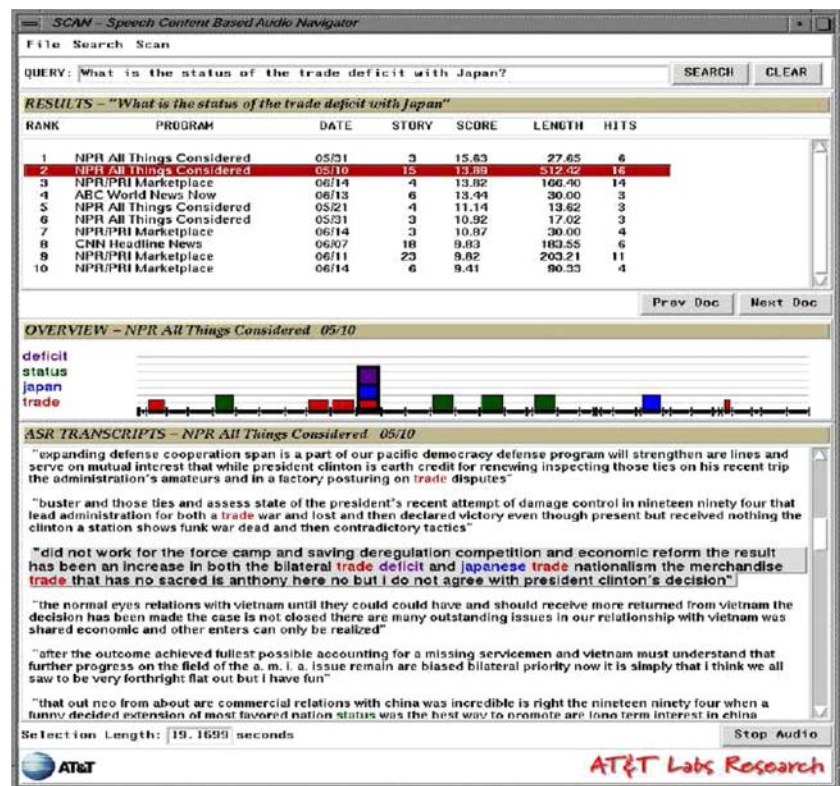 SCAN – Speech Content Based Audio Navigator
File Search Scan
QUERY: What is the status of the trade deficit with Japan? SEARCH CLEAR
RESULTS – "What is the status of the trade deficit with Japan"
RANK PROGRAM DATE STORY SCORE LENGTH HITS
1 NPR All Things Considered 05/31 3 15.63 27.65 6
2 NPR All Things Considered 05/10 15 13.89 512.42 16
3 NPR/PRI Marketplace 06/14 4 13.82 166.40 14
4 ABC World News Now 06/13 6 13.44 30.00 3
5 NPR All Things Considered 05/21 4 11.14 13.62 3
6 NPR All Things Considered 05/31 3 10.92 17.02 3
7 NPR/PRI Marketplace 06/14 3 10.87 30.00 4
8 CNN Headline News 06/07 18 9.83 183.55 6
9 NPR/PRI Marketplace 06/11 23 9.82 203.21 11
10 NPR/PRI Marketplace 06/14 6 9.41 90.33 4
Prev Doc Next Doc
OVERVIEW – NPR All Things Considered 05/10
deficit
status
japan
trade
ASR TRANSCRIPTS – NPR All Things Considered 05/10
"expanding defense cooperation span is a part of our pacific democracy defense program will strengthen are lines and
serve on mutual interest that while president clinton is earth credit for renewing inspecting those ties on his recent trip
the administration's amateurs and in a factory posturing on trade disputes"
"buster and those ties and assess state of the president's recent attempt of damage control in nineteen ninety four that
lead administration for both a trade war and lost and then declared victory even though present but received nothing the
clinton a station shows funk war dead and then contradictory tactics"
"did not work for the force camp and saving deregulation competition and economic reform the result
has been an increase in both the bilateral trade deficit and japanese trade nationalism the merchandise
trade that has no sacred is anthony here no but i do not agree with president clinton's decision"
"the normal eyes relations with vietnam until they could could have and should receive more returned from vietnam the
decision has been made the case is not closed there are many outstanding issues in our relationship with vietnam was
shared economic and other enters can only be realized"
"after the outcome achieved fullest possible accounting for a missing servicemen and vietnam must understand that
further progress on the field of the a. m. i. a. issue remain are biased bilateral priority now it is simply that i think we all
saw to be very forthright flat out but i have fun"
"that out neo from about are commercial relations with china was incredible is right the nineteen ninety four when a
funny decided extension of most favored nation status was the best way to promote are long term interest in china
Selection Length: 19.1699 seconds Stop Audio
AT&T AT&T Labs Research